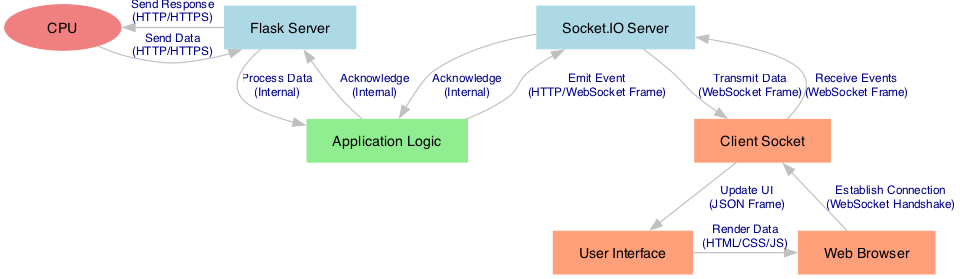 Send Response
(HTTP/HTTPS)
CPU
Flask Server
Socket.IO Server
Send Data
(HTTP/HTTPS)
Process Data
(Internal)
Acknowledge
(Internal)
Acknowledge
(Internal)
Emit Event
(HTTP/WebSocket Frame)
Transmit Data
(WebSocket Frame)
Receive Events
(WebSocket Frame)
Application Logic
Client Socket
Update UI
(JSON Frame)
Establish Connection
(WebSocket Handshake)
User Interface
Render Data
(HTML/CSS/JS)
Web Browser